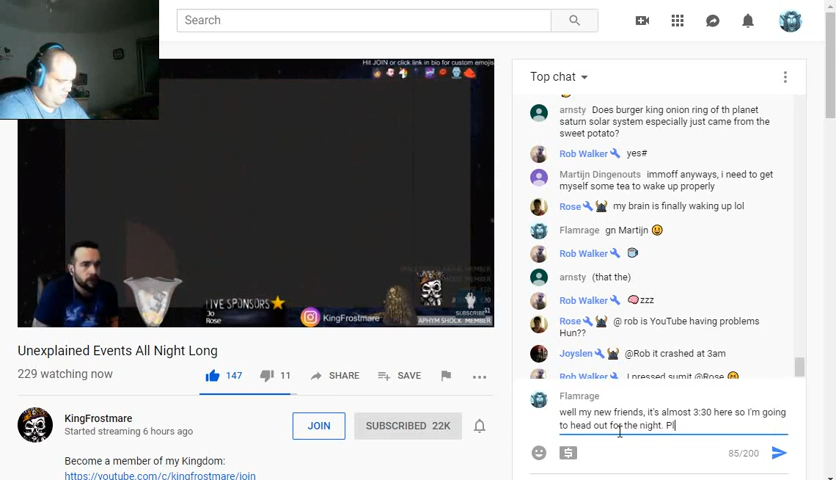 Search
Hit JOIN or click link in bio for custom emojis
LIVE SPONSORS
Jo
Rose
KingFrostmare
SUBSCRIBE
APHYM SHOCK MEMBER
Unexplained Events All Night Long
229 watching now
147
11
SHARE
SAVE
KingFrostmare
Started streaming 6 hours ago
JOIN
SUBSCRIBED 22K
Become a member of my Kingdom:
https://youtube.com/c/kingfrostmare/join
Top chat
arnsty Does burger king onion ring of th planet
saturn solar system especially just came from the
sweet potato?
Rob Walker yes#
Martijn Dingenouts immoff anyways, i need to get
myself some tea to wake up properly
Rose my brain is finally waking up lol
Flamrage gn Martijn
Rob Walker
arnsty (that the)
Rob Walker zzz
Rose @ rob is YouTube having problems
Hun??
Joyslen @Rob it crashed at 3am
Rob Walker I pressed sumit @Rose
Flamrage
well my new friends, it's almost 3:30 here so I'm going
to head out for the night. Pl
85/200